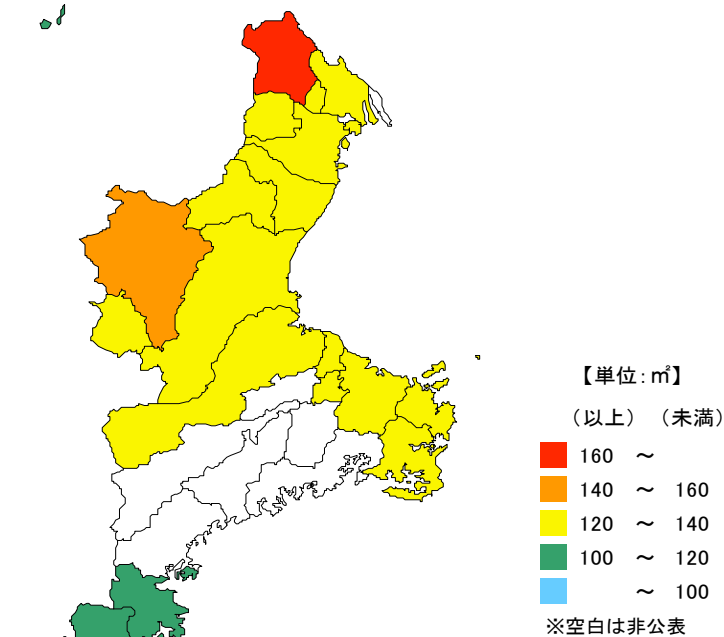 【単位：㎡】
（以上）（未満）
160 ～
140 ～ 160
120 ～ 140
100 ～ 120
～ 100
※空白は非公表